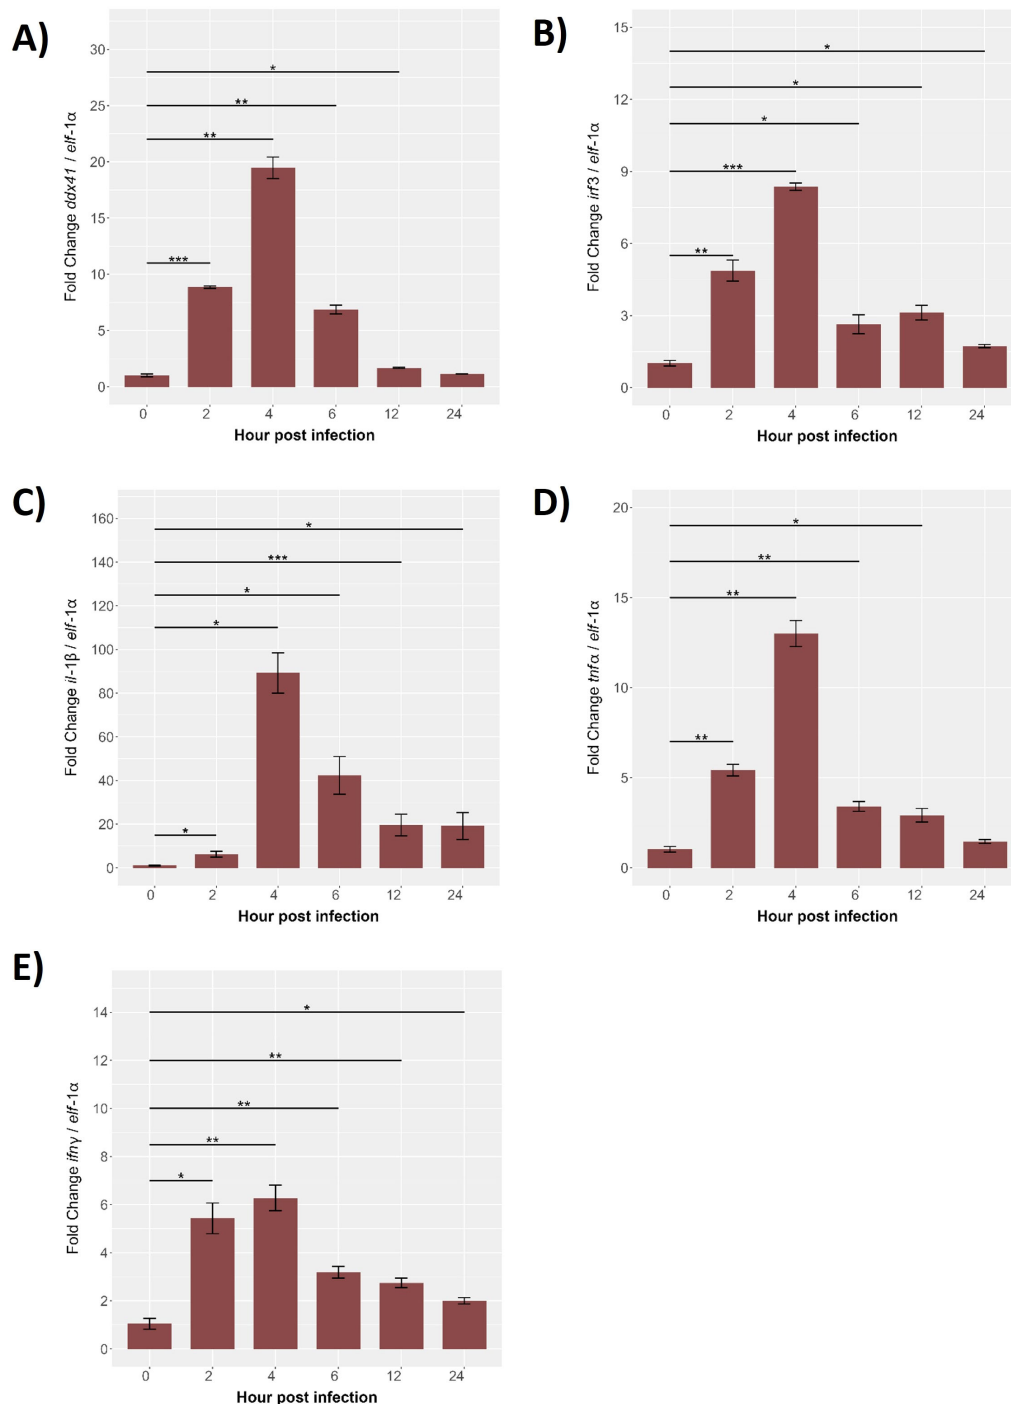 A)
Fold Change ddx41 / elf-1α
30
25
20
15
10
5
0
*
**
**
***
0 2 4 6 12 24
Hour post infection
B)
Fold Change irf3 / elf-1α
15
12
9
6
3
0
*
*
*
***
**
0 2 4 6 12 24
Hour post infection
C)
Fold Change il-1β / elf-1α
160
140
120
100
80
60
40
20
0
*
***
*
*
*
0 2 4 6 12 24
Hour post infection
D)
Fold Change tnfα / elf-1α
20
15
10
5
0
*
**
**
**
0 2 4 6 12 24
Hour post infection
E)
Fold Change ifnγ / elf-1α
14
12
10
8
6
4
2
0
*
**
**
**
*
0 2 4 6 12 24
Hour post infection